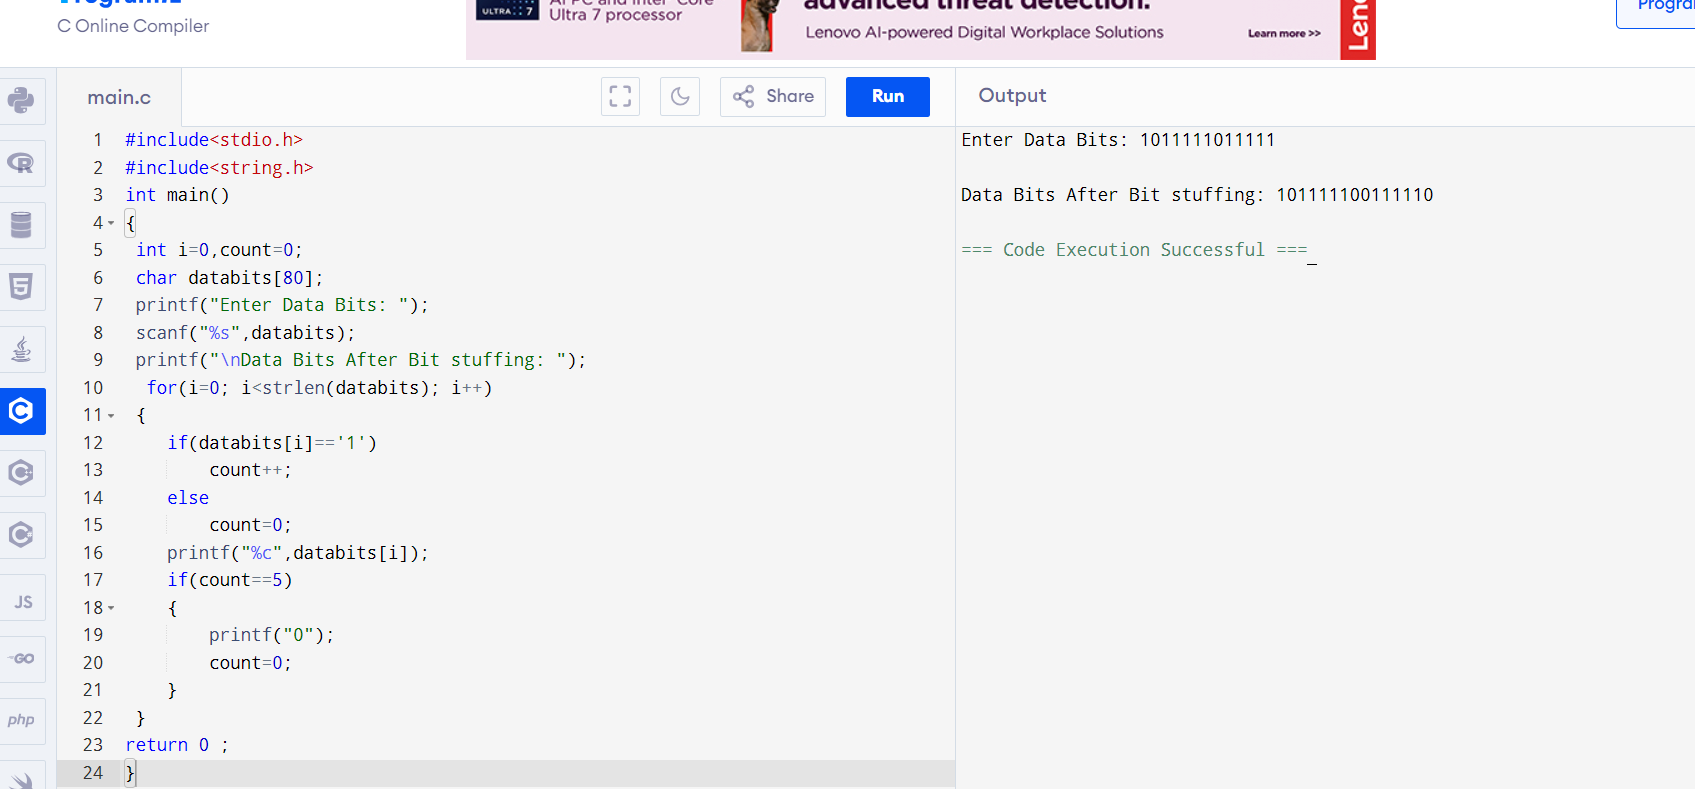 C Online Compiler
ULTRA 7
Ultra 7 processor
advanced threat detection.
Lenovo AI-powered Digital Workplace Solutions
Learn more >>
main.c
Share
Run
Output
1 #include<stdio.h>
2 #include<string.h>
3 int main()
4 {
5 int i=0,count=0;
6 char databits[80];
7 printf("Enter Data Bits: ");
8 scanf("%s",databits);
9 printf("\nData Bits After Bit stuffing: ");
10 for(i=0; i<strlen(databits); i++)
11 {
12 if(databits[i]=='1')
13 count++;
14 else
15 count=0;
16 printf("%c",databits[i]);
17 if(count==5)
18 {
19 printf("0");
20 count=0;
21 }
22 }
23 return 0 ;
24 }
Enter Data Bits: 1011111011111
Data Bits After Bit stuffing: 101111100111110
=== Code Execution Successful ===
JS
GO
php